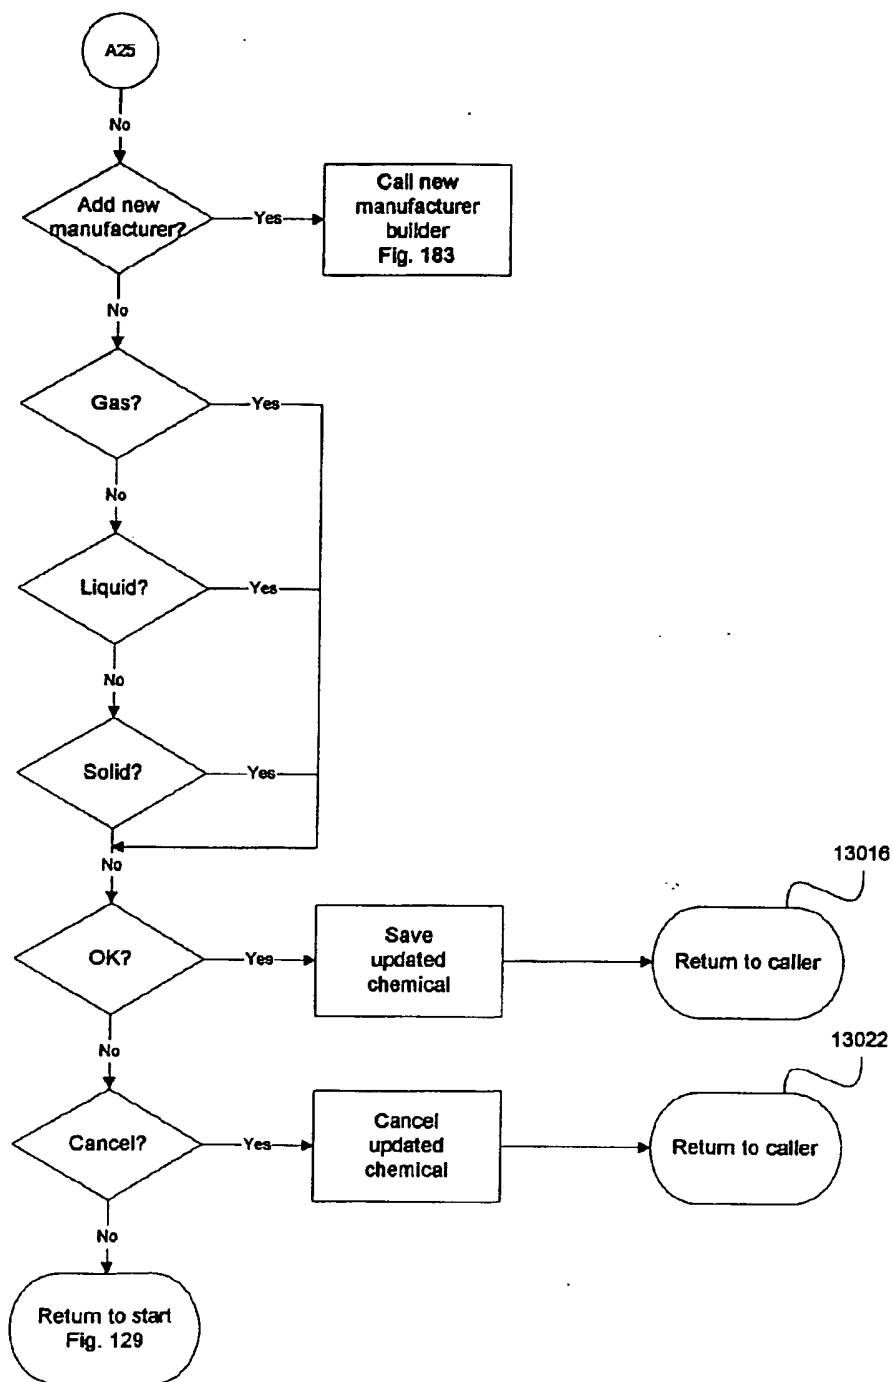 A25
No
Add new
manufacturer?
Yes
Call new
manufacturer
builder
Fig. 183
No
Gas?
Yes
No
Liquid?
Yes
No
Solid?
Yes
No
13016
OK?
Yes
Save
updated
chemical
Return to caller
No
13022
Cancel?
Yes
Cancel
updated
chemical
Return to caller
No
Return to start
Fig. 129